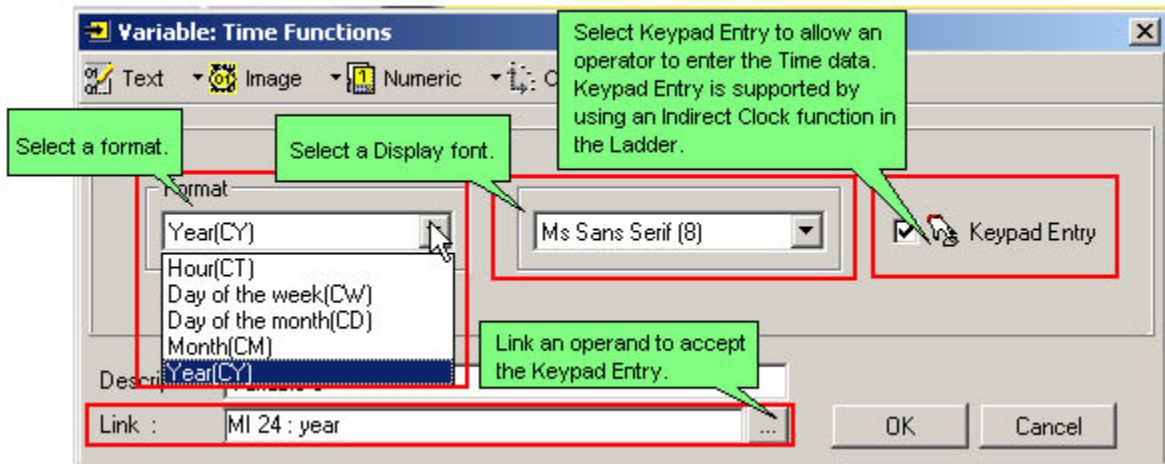 Variable: Time Functions
Text
Image
Numeric
Select Keypad Entry to allow an
operator to enter the Time data.
Keypad Entry is supported by
using an Indirect Clock function in
the Ladder.
Select a format.
Select a Display font.
Format
Year(CY)
Ms Sans Serif (8)
Keypad Entry
Hour(CT)
Day of the week(CW)
Day of the month(CD)
Month(CM)
Year(CY)
Link an operand to accept
the Keypad Entry.
Link :
MI 24 : year
...
OK
Cancel